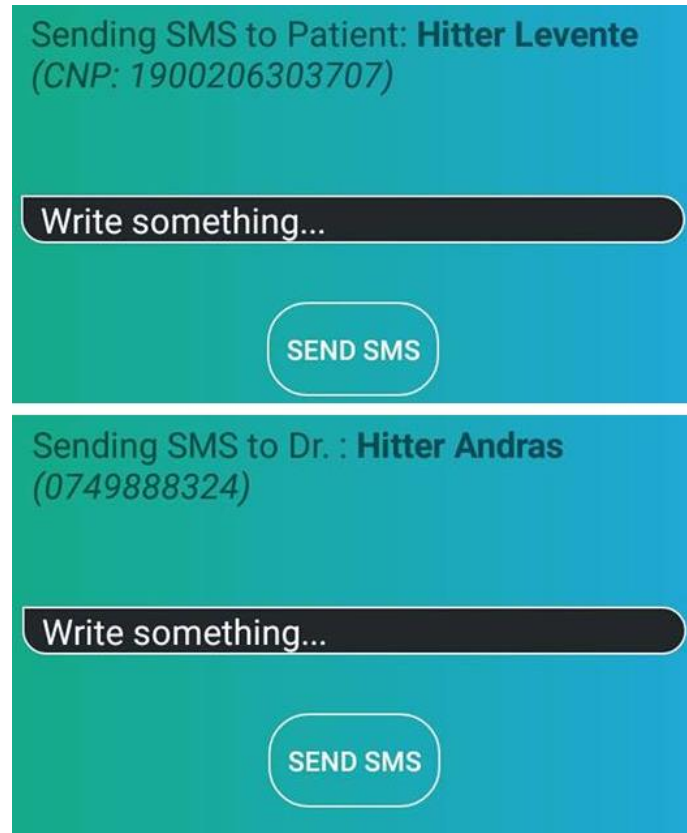 Sending SMS to Patient: Hitter Levente
(CNP: 1900206303707)
Write something...
SEND SMS
Sending SMS to Dr. : Hitter Andras
(0749888324)
Write something...
SEND SMS